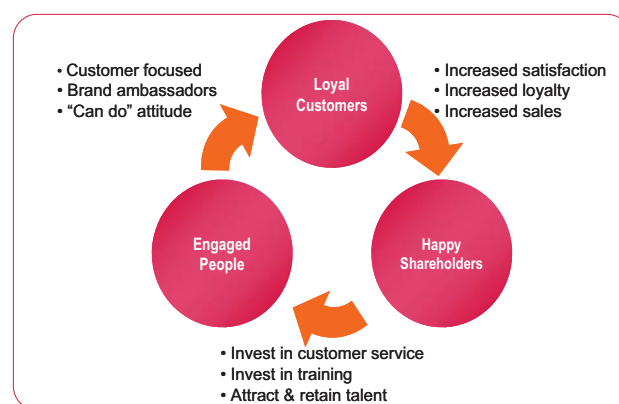 • Customer focused
• Brand ambassadors
• “Can do” attitude
Loyal
Customers
• Increased satisfaction
• Increased loyalty
• Increased sales
Engaged
People
Happy
Shareholders
• Invest in customer service
• Invest in training
• Attract & retain talent